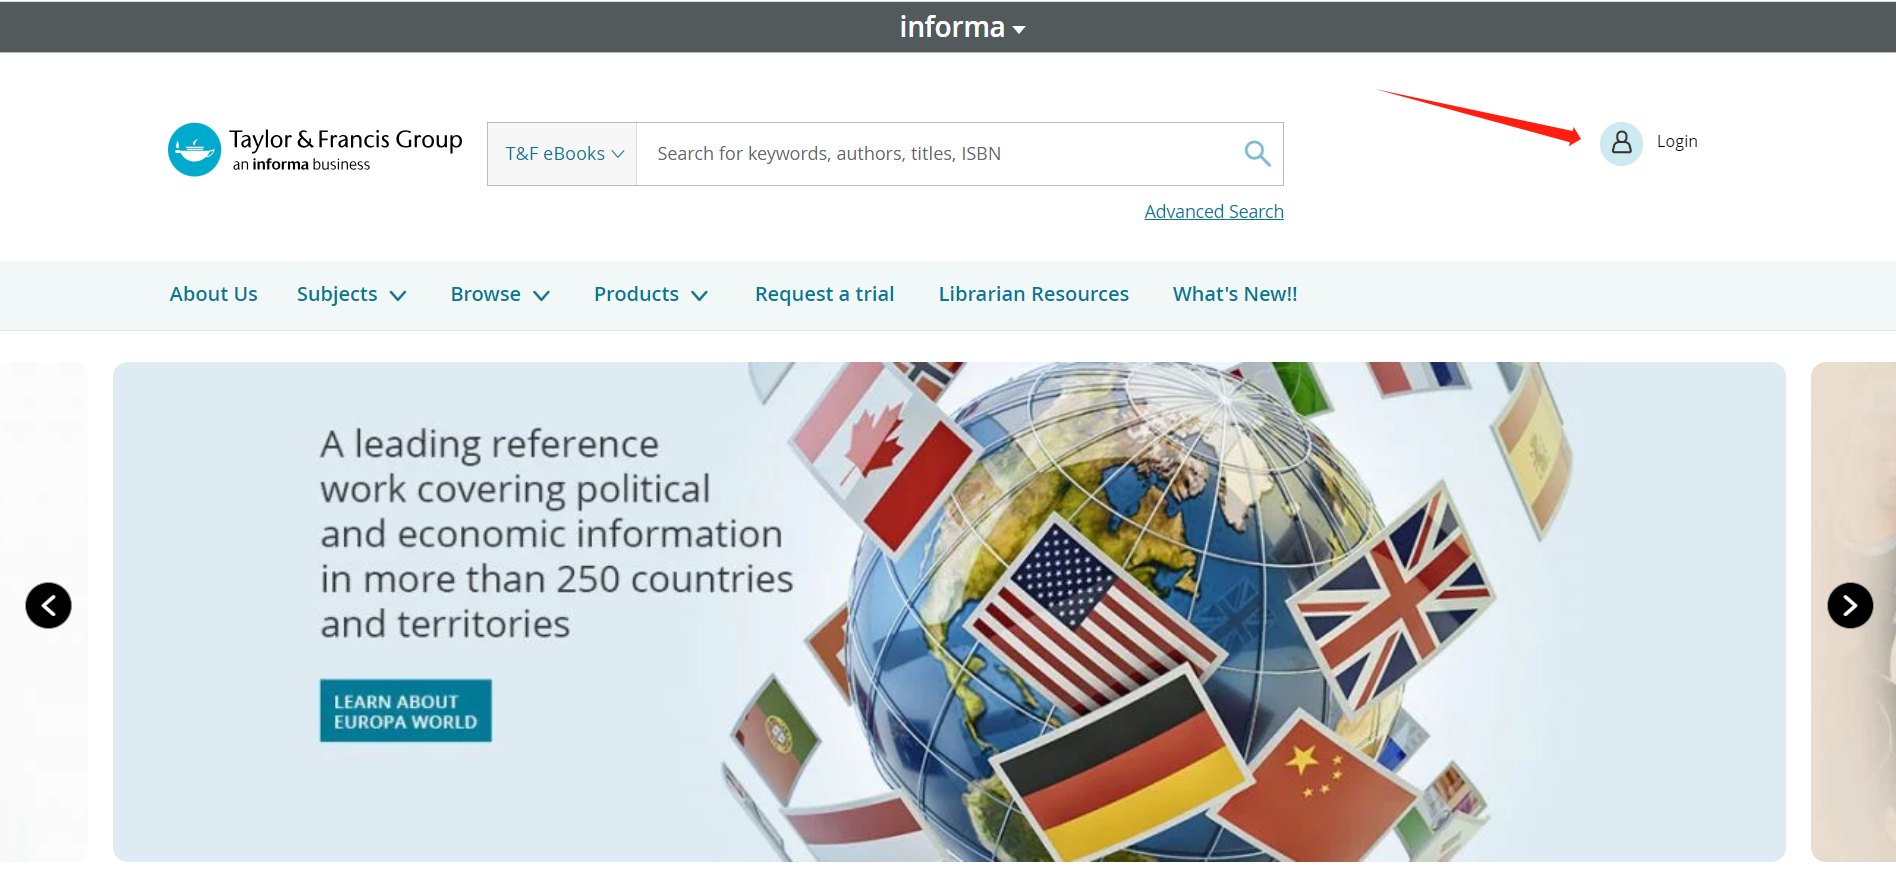 informa
Taylor & Francis Group
an informa business
T&F eBooks
Search for keywords, authors, titles, ISBN
Login
Advanced Search
About Us
Subjects
Browse
Products
Request a trial
Librarian Resources
What's New!!
A leading reference
work covering political
and economic information
in more than 250 countries
and territories
LEARN ABOUT
EUROPA WORLD